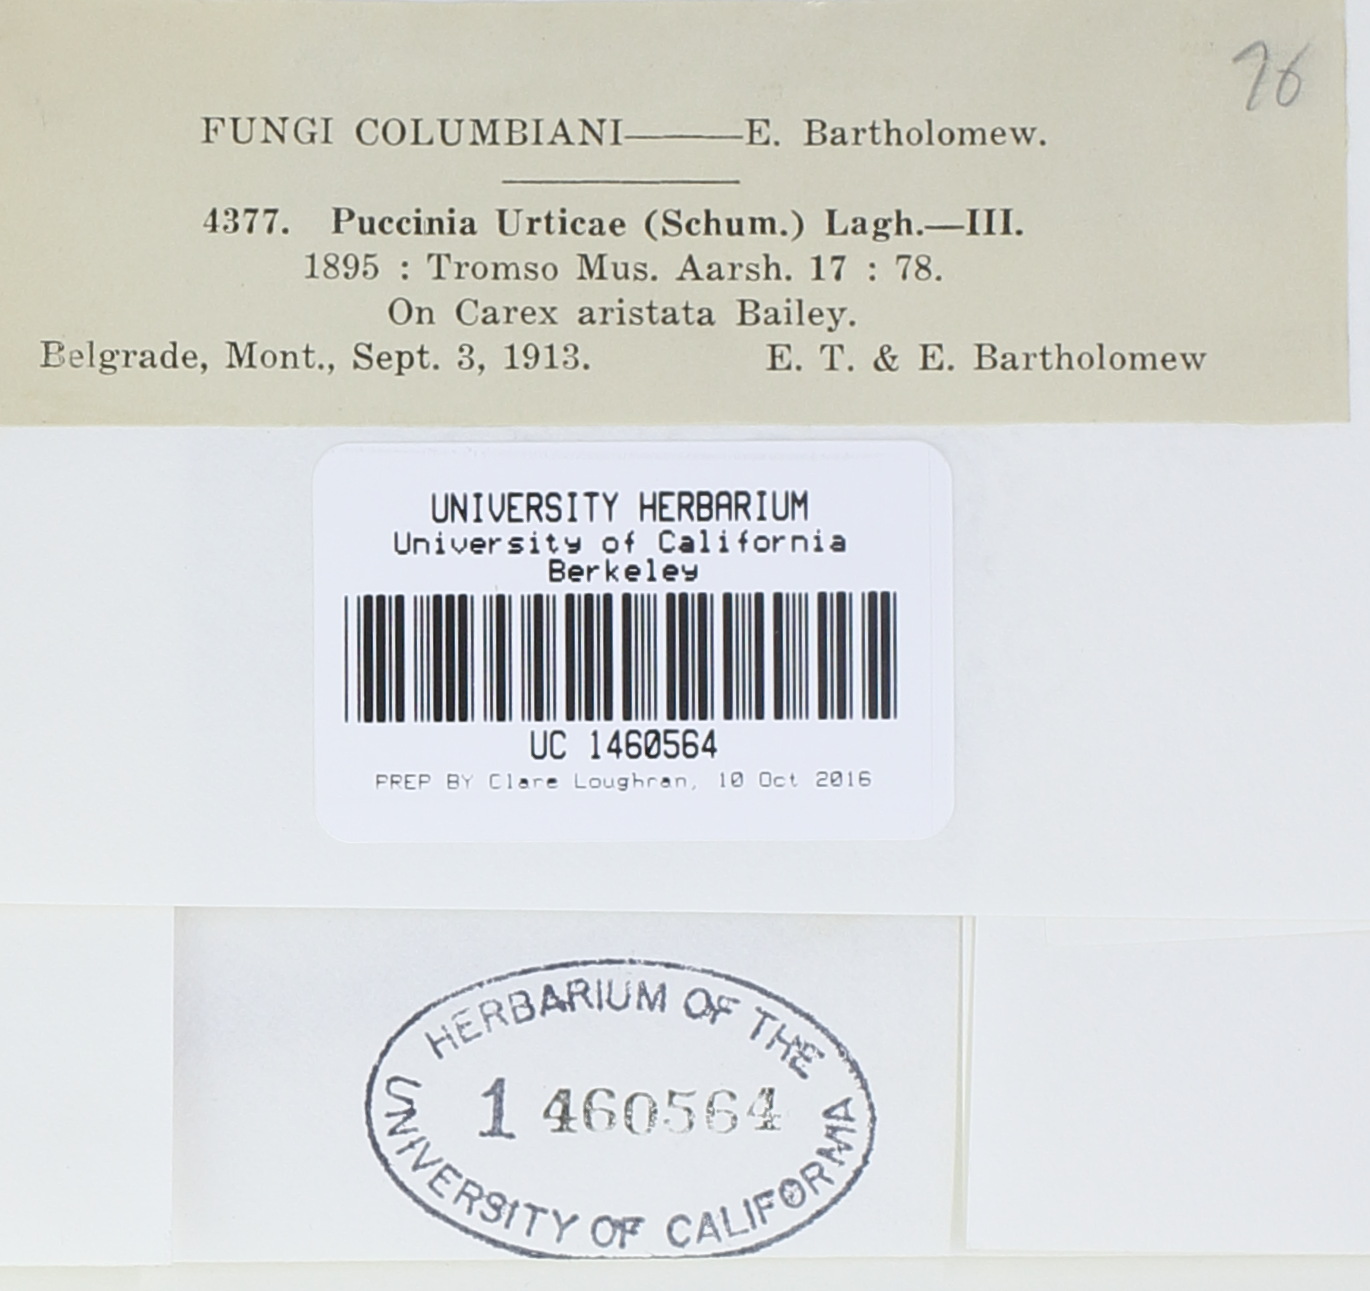 76
FUNGI COLUMBIANI———E. Bartholomew.
4377. Puccinia Urticae (Schum.) Lagh.—III.
1895 : Tromso Mus. Aarsh. 17 : 78.
On Carex aristata Bailey.
Belgrade, Mont., Sept. 3, 1913. E. T. & E. Bartholomew
UNIVERSITY HERBARIUM
University of California
Berkeley
UC 1460564
PREP BY Clare Loughran, 10 Oct 2016
HERBARIUM OF THE
1 460564
UNIVERSITY OF CALIFORNIA